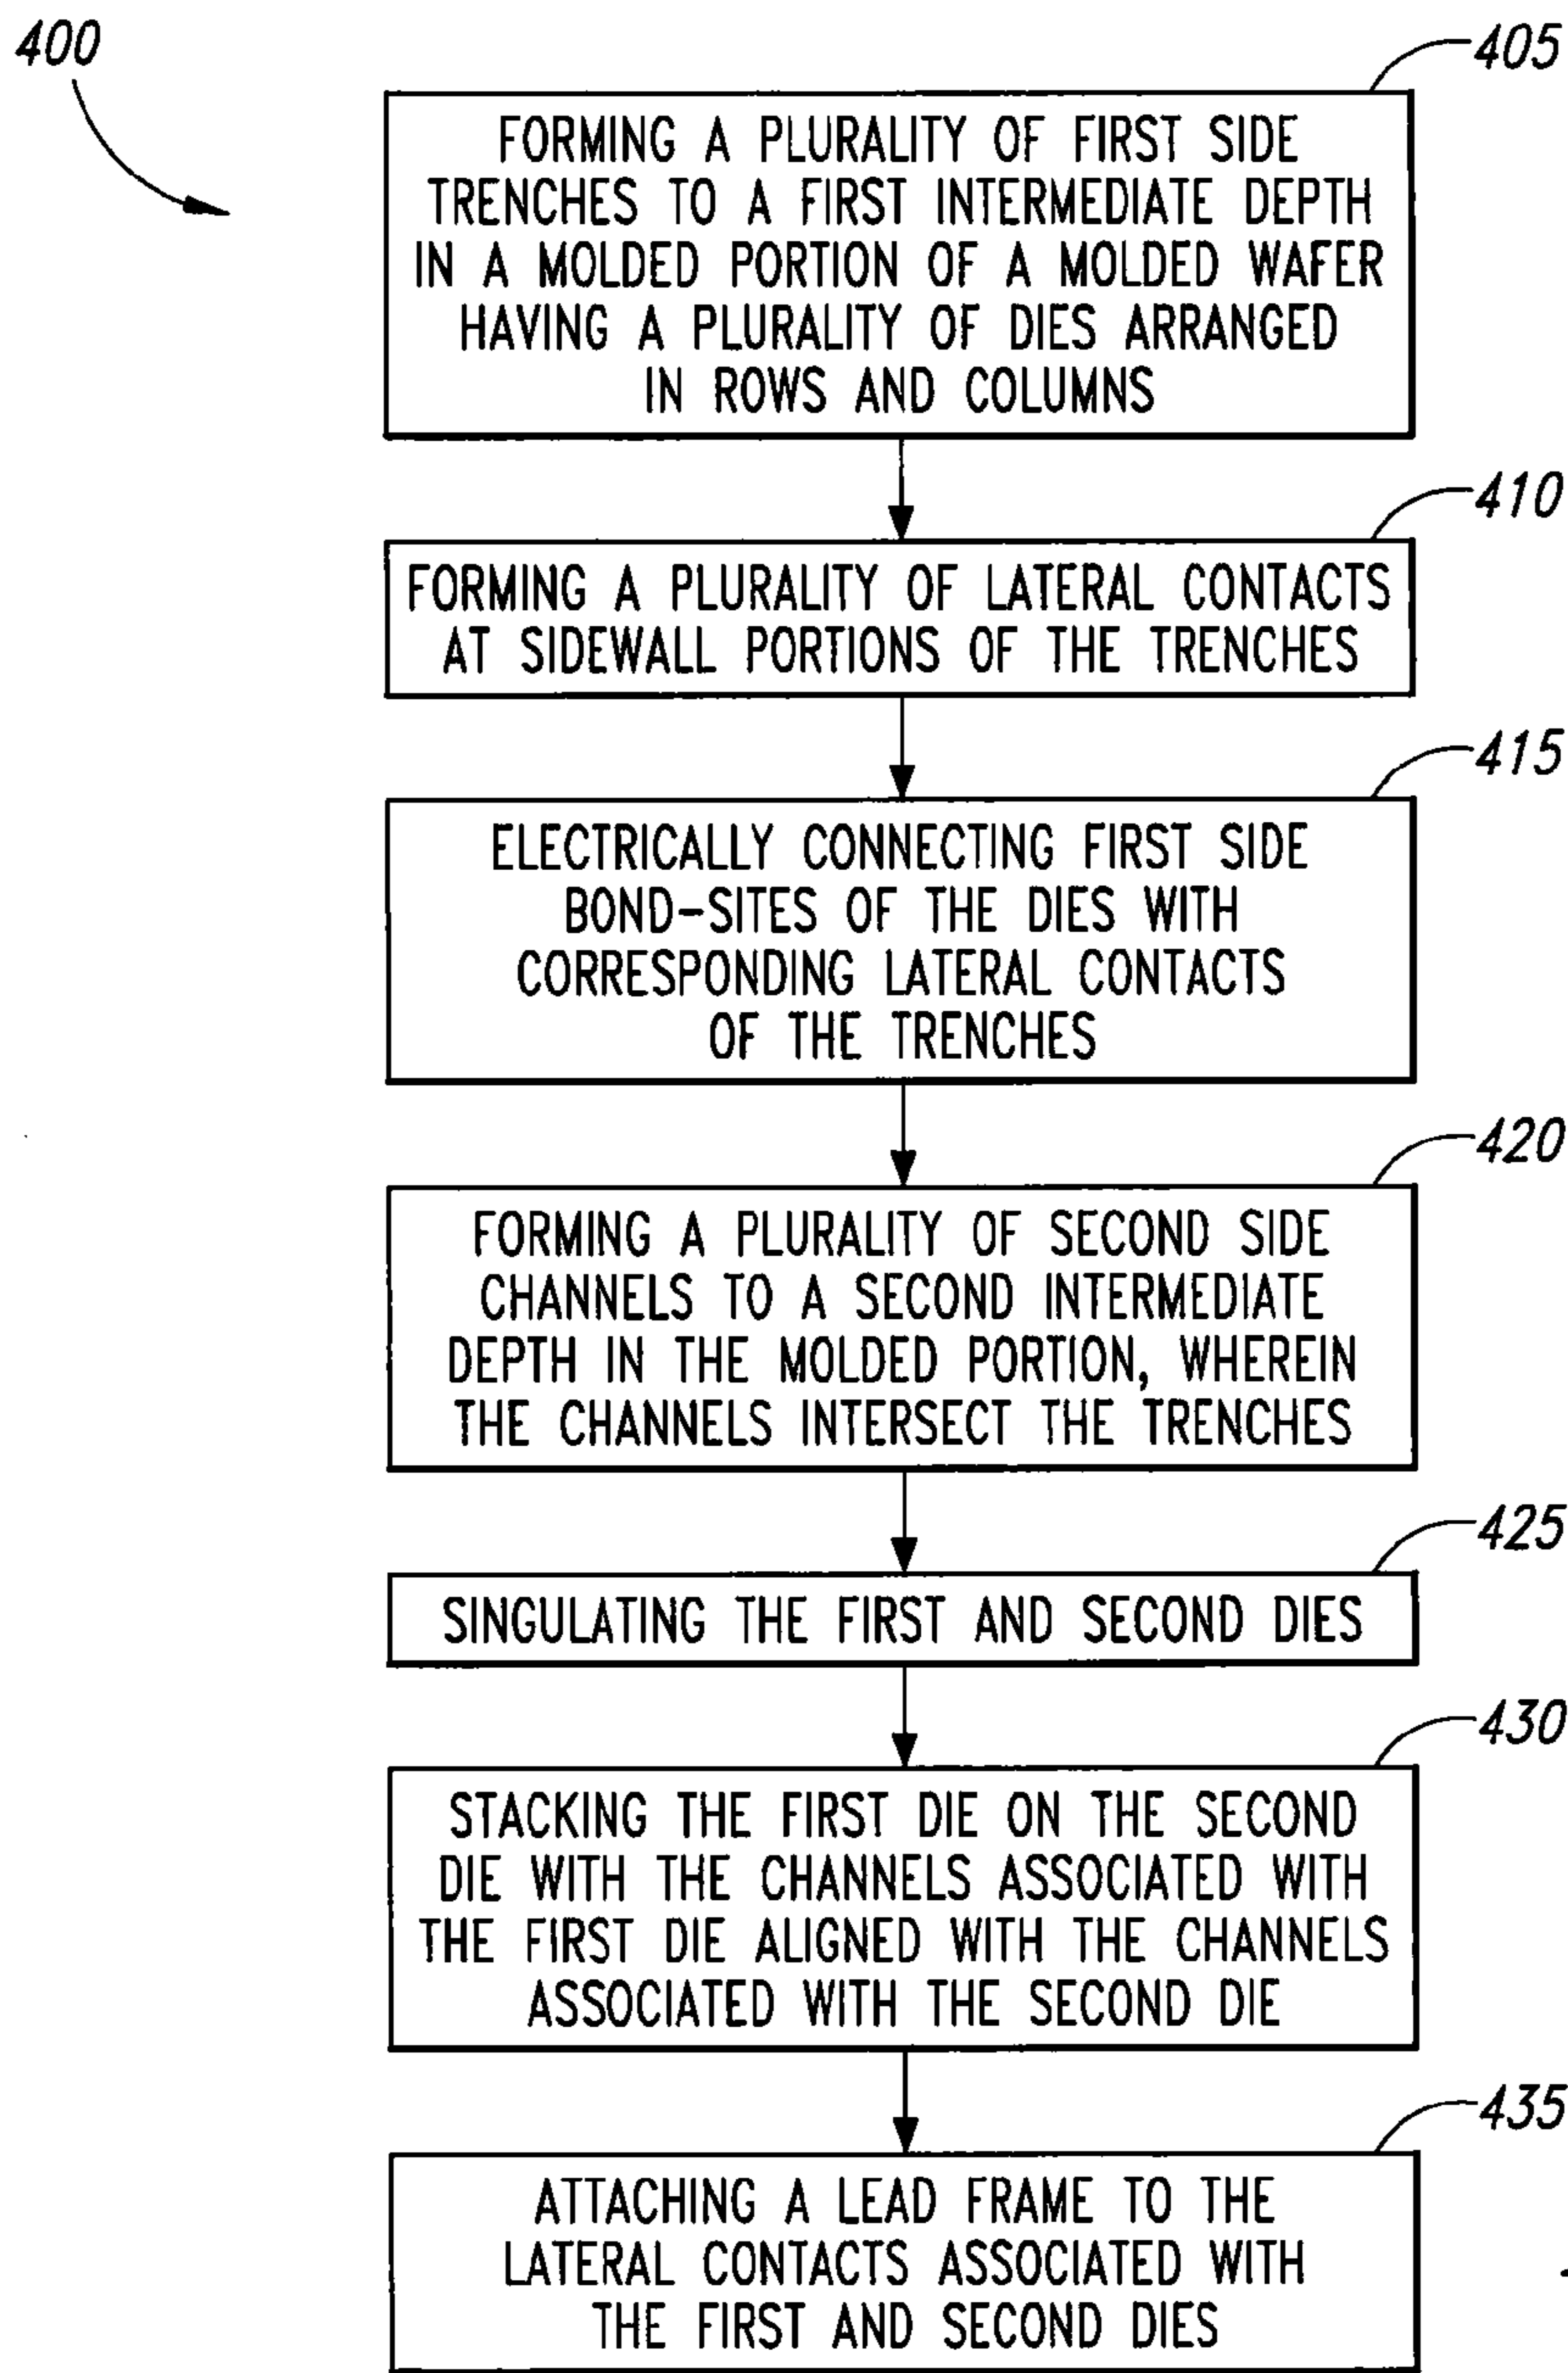 400
405
FORMING A PLURALITY OF FIRST SIDE
TRENCHES TO A FIRST INTERMEDIATE DEPTH
IN A MOLDED PORTION OF A MOLDED WAFER
HAVING A PLURALITY OF DIES ARRANGED
IN ROWS AND COLUMNS
410
FORMING A PLURALITY OF LATERAL CONTACTS
AT SIDEWALL PORTIONS OF THE TRENCHES
415
ELECTRICALLY CONNECTING FIRST SIDE
BOND-SITES OF THE DIES WITH
CORRESPONDING LATERAL CONTACTS
OF THE TRENCHES
420
FORMING A PLURALITY OF SECOND SIDE
CHANNELS TO A SECOND INTERMEDIATE
DEPTH IN THE MOLDED PORTION, WHEREIN
THE CHANNELS INTERSECT THE TRENCHES
425
SINGULATING THE FIRST AND SECOND DIES
430
STACKING THE FIRST DIE ON THE SECOND
DIE WITH THE CHANNELS ASSOCIATED WITH
THE FIRST DIE ALIGNED WITH THE CHANNELS
ASSOCIATED WITH THE SECOND DIE
435
ATTACHING A LEAD FRAME TO THE
LATERAL CONTACTS ASSOCIATED WITH
THE FIRST AND SECOND DIES